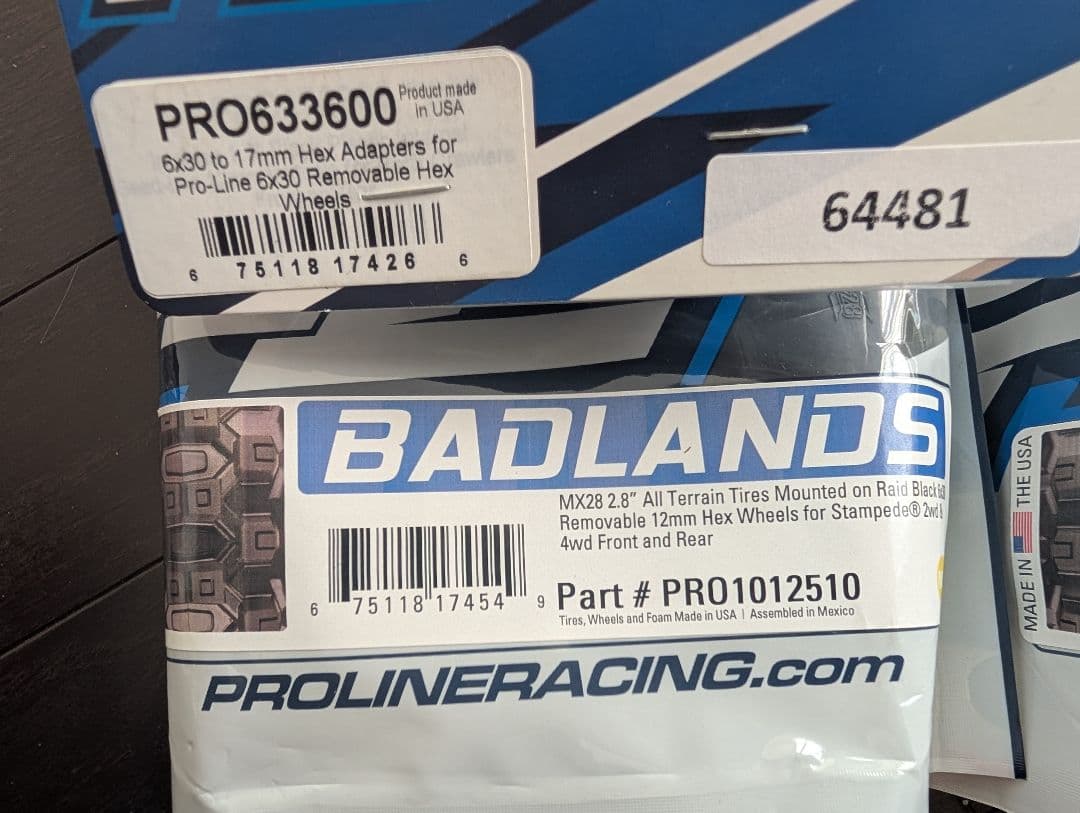 PRO633600 Product made in USA
6x30 to 17mm Hex Adapters for
Pro-Line 6x30 Removable Hex
Wheels
6 75118 17426 6
64481
BADLANDS
MX28 2.8" All Terrain Tires Mounted on Raid Black 6x30
Removable 12mm Hex Wheels for Stampede® 2wd &
4wd Front and Rear
6 75118 17454 9
Part # PRO1012510
Tires, Wheels and Foam Made in USA | Assembled in Mexico
PROLINERACING.com
MADE IN THE USA